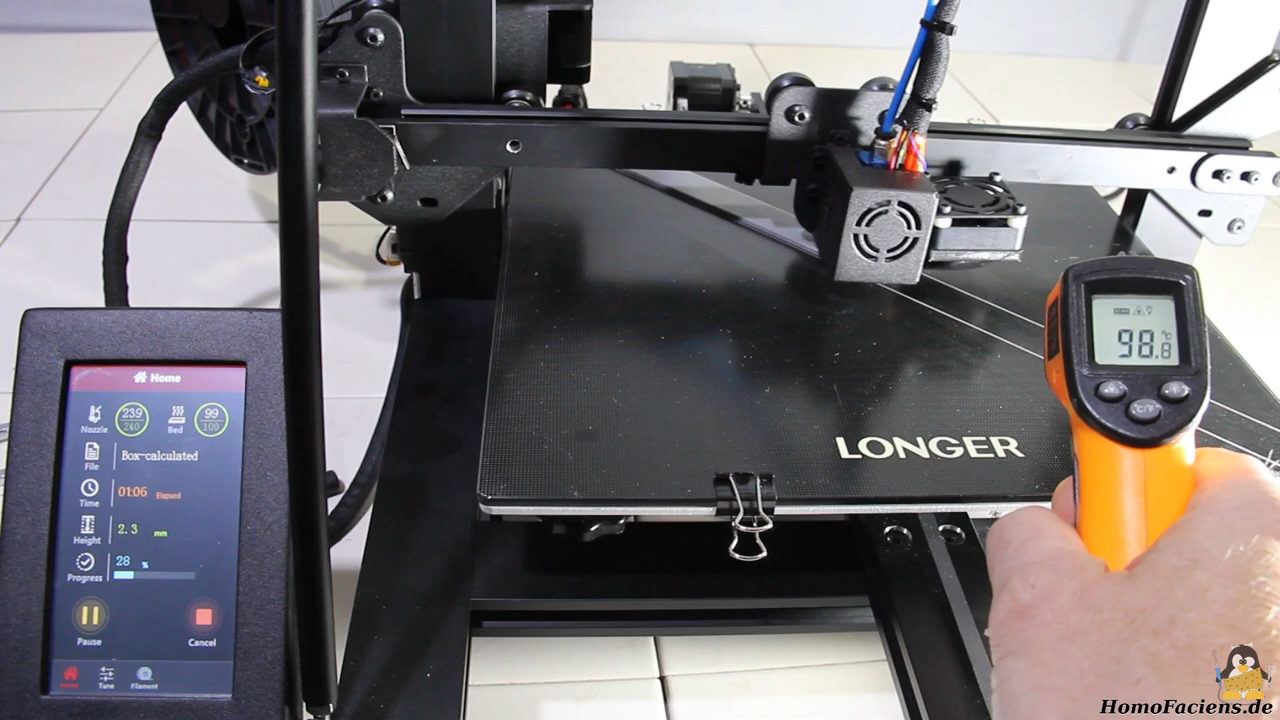 Home
239
240
99
100
Nozzle
Bed
File
Box-calculated
Time
01:06 Elapsed
Height
2.3 mm
Progress
28 %
Pause
Cancel
Home
Tune
Filament
LONGER
98.8
°C
HomoFaciens.de